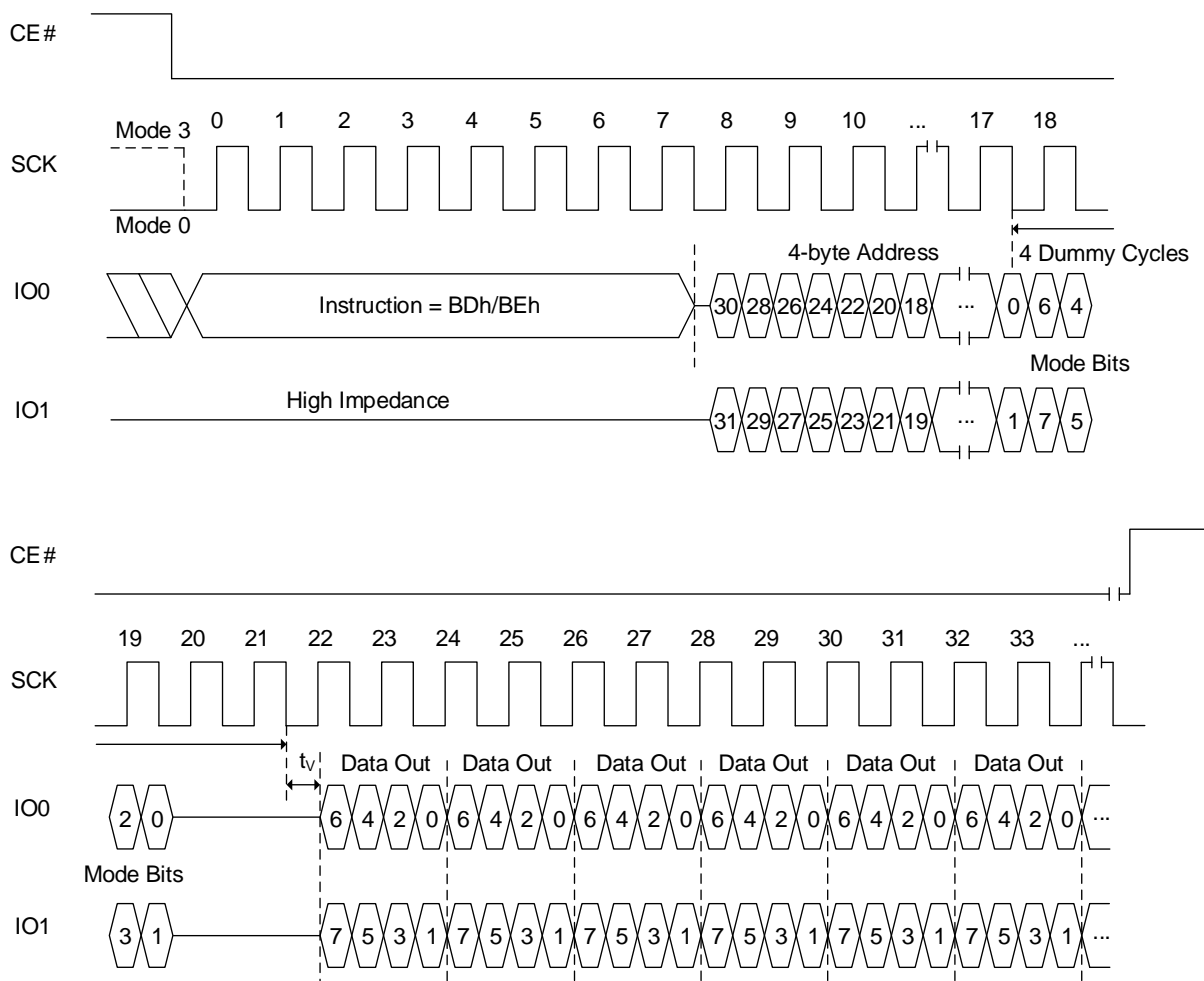 CE#
0 1 2 3 4 5 6 7 8 9 10 ... 17 18
Mode 3
SCK
Mode 0
4-byte Address 4 Dummy Cycles
IO0 Instruction = BDh/BEh 30 28 26 24 22 20 18 ... 0 6 4
Mode Bits
High Impedance
IO1 31 29 27 25 23 21 19 ... 1 7 5
CE#
19 20 21 22 23 24 25 26 27 28 29 30 31 32 33 ...
SCK
tV Data Out Data Out Data Out Data Out Data Out Data Out
IO0 2 0 6 4 2 0 6 4 2 0 6 4 2 0 6 4 2 0 6 4 2 0 6 4 2 0 ...
Mode Bits
IO1 3 1 7 5 3 1 7 5 3 1 7 5 3 1 7 5 3 1 7 5 3 1 7 5 3 1 ...